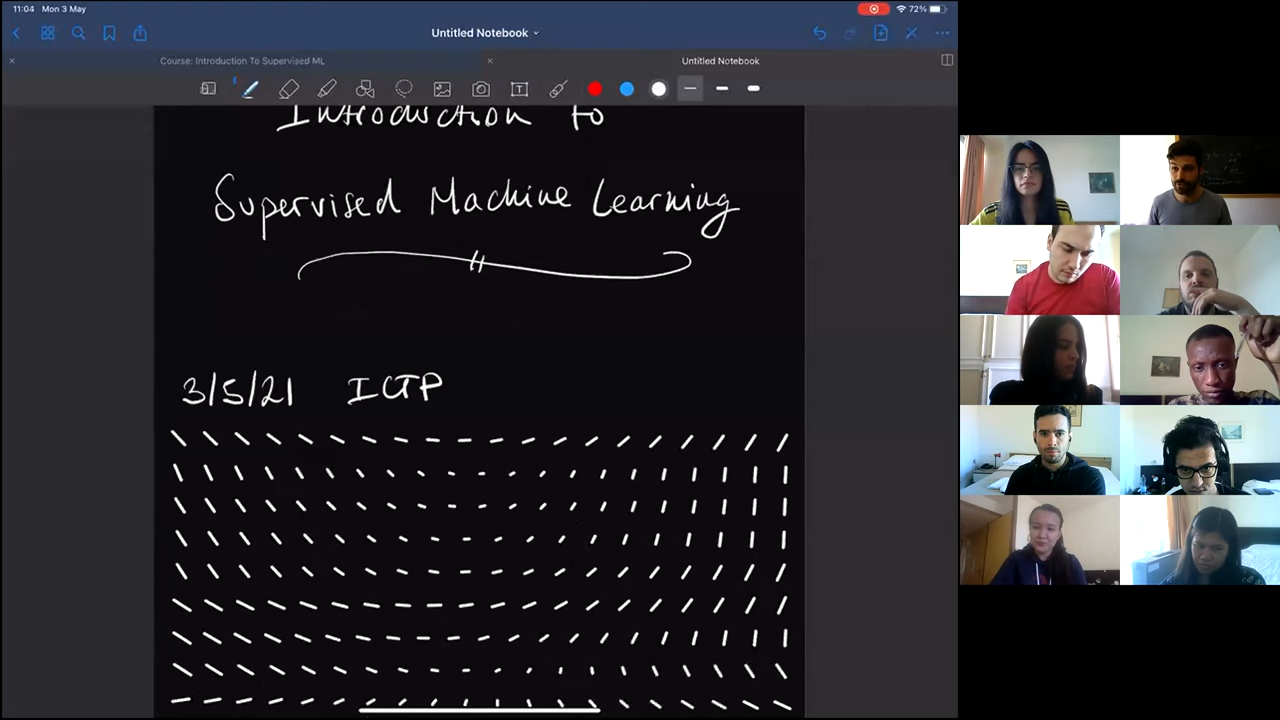 11:04 Mon 3 May
72%
Untitled Notebook
Course: Introduction To Supervised ML
Untitled Notebook
Introduction to
Supervised Machine Learning
3/5/21 ICTP